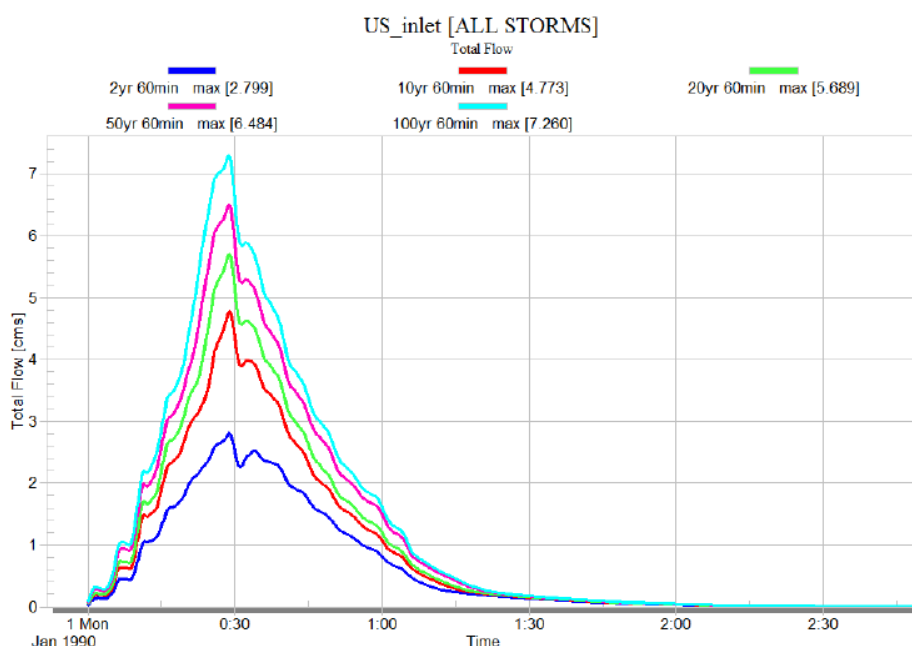 US_inlet [ALL STORMS]
Total Flow
2yr 60min max [2.799] 10yr 60min max [4.773] 20yr 60min max [5.689]
50yr 60min max [6.484] 100yr 60min max [7.260]
7
6
5
4
3
2
1
0
Total Flow [cms]
1 Mon 0:30 1:00 1:30 2:00 2:30
Jan 1990 Time